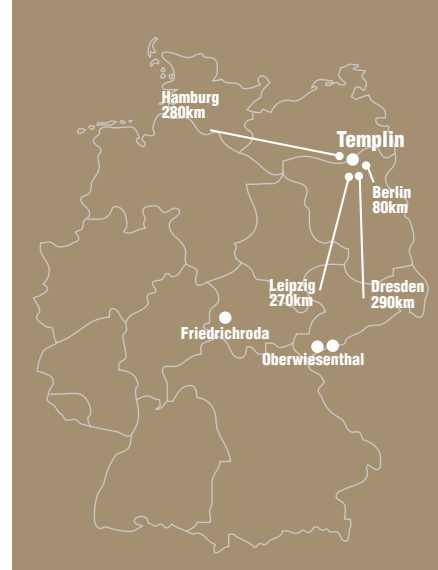 Hamburg
280km
Templin
Berlin
80km
Leipzig
270km
Dresden
290km
Friedrichroda
Oberwiesenthal